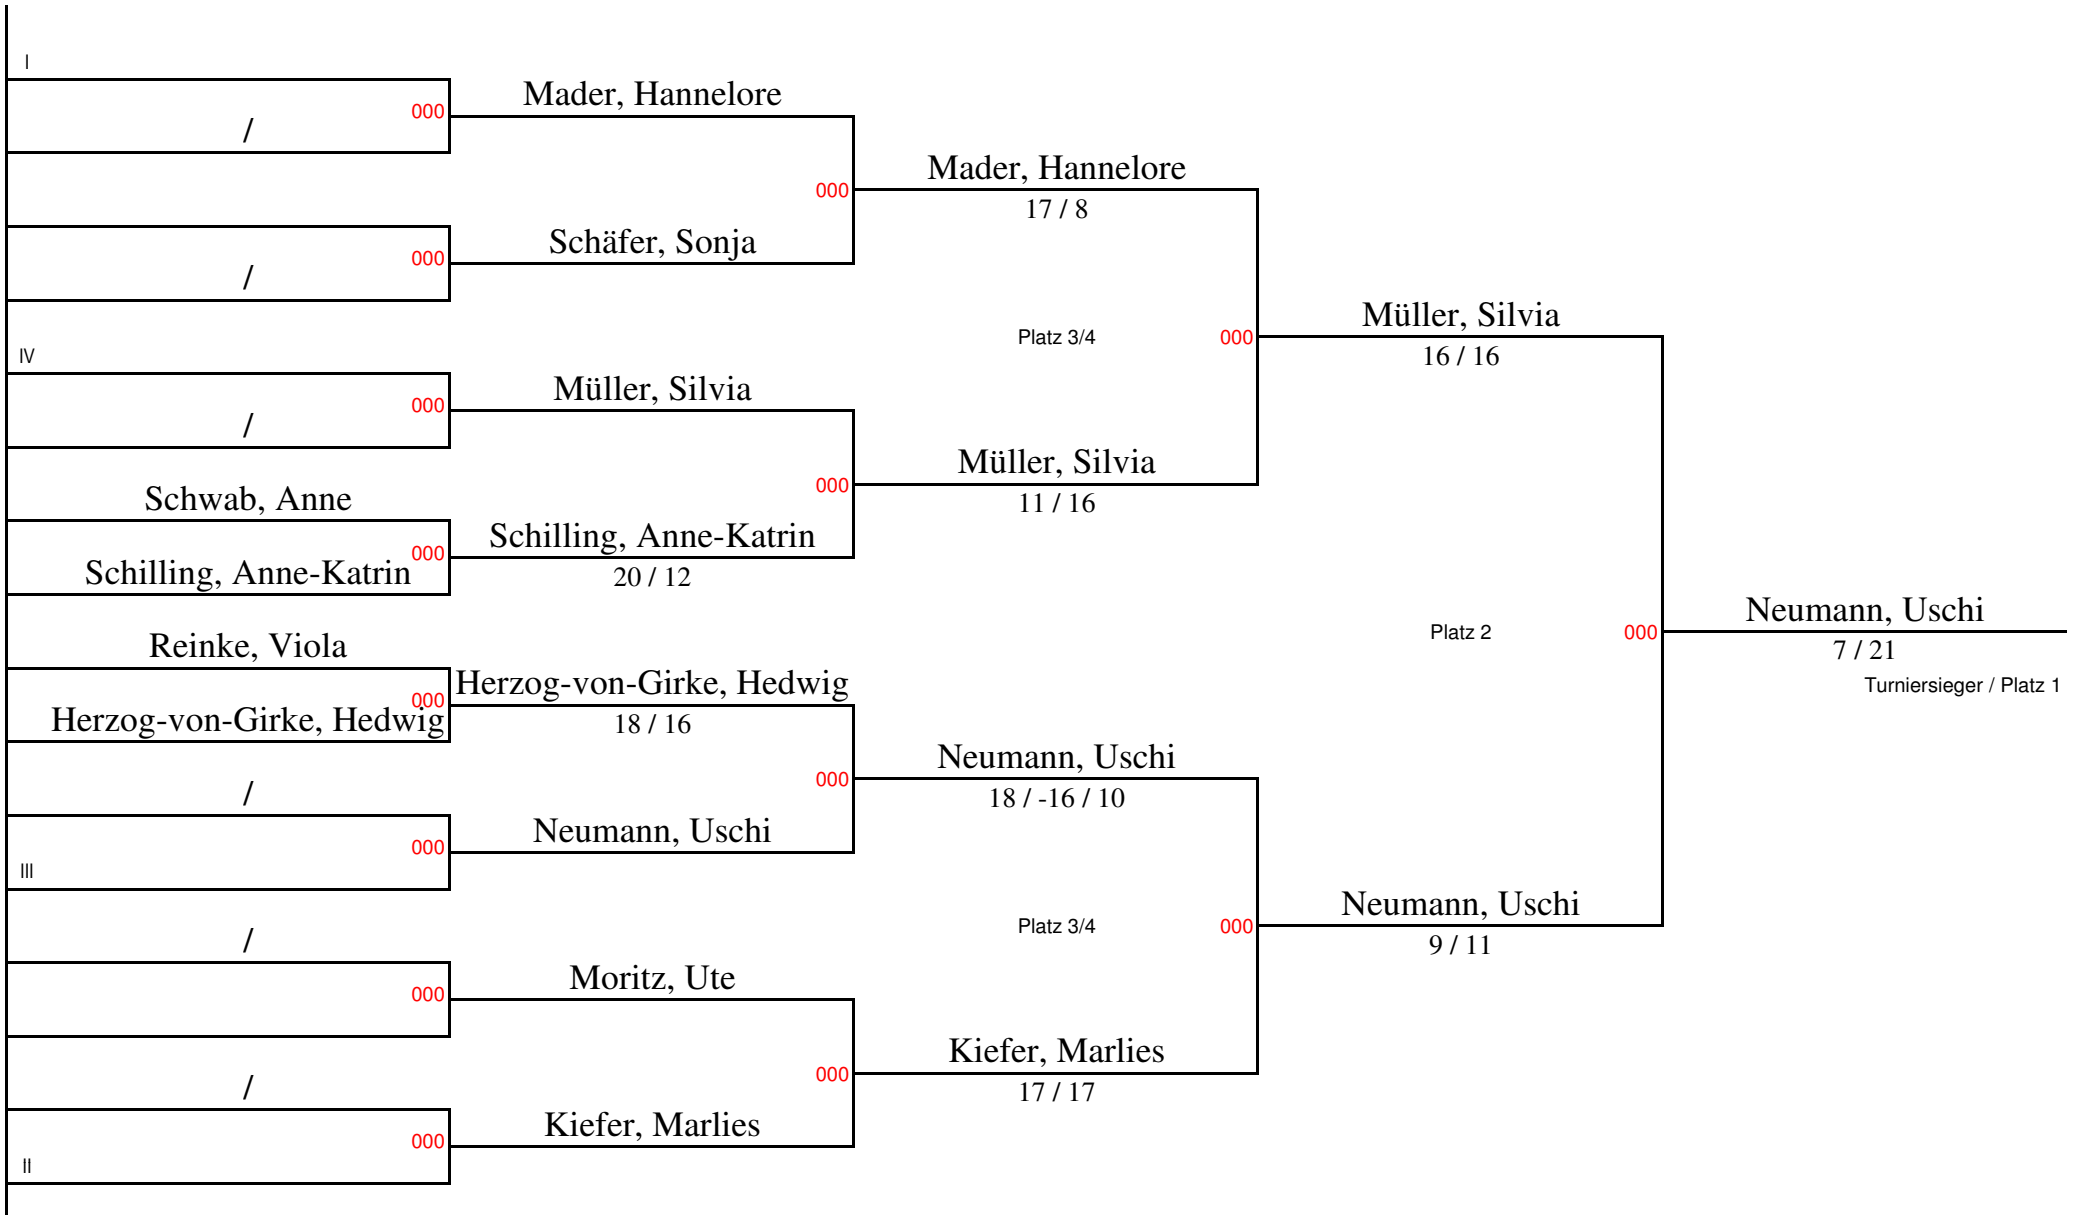 I
000
/
Mader, Hannelore
000
Mader, Hannelore
17 / 8
000
/
Schäfer, Sonja
Platz 3/4
000
Müller, Silvia
16 / 16
IV
000
/
Müller, Silvia
000
Müller, Silvia
11 / 16
Schwab, Anne
000
Schilling, Anne-Katrin
Schilling, Anne-Katrin
20 / 12
Platz 2
000
Neumann, Uschi
7 / 21
Turniersieger / Platz 1
Reinke, Viola
000
Herzog-von-Girke, Hedwig
Herzog-von-Girke, Hedwig
18 / 16
000
Neumann, Uschi
18 / -16 / 10
/
000
III
Neumann, Uschi
Platz 3/4
000
Neumann, Uschi
9 / 11
/
000
Moritz, Ute
000
Kiefer, Marlies
17 / 17
/
000
II
Kiefer, Marlies